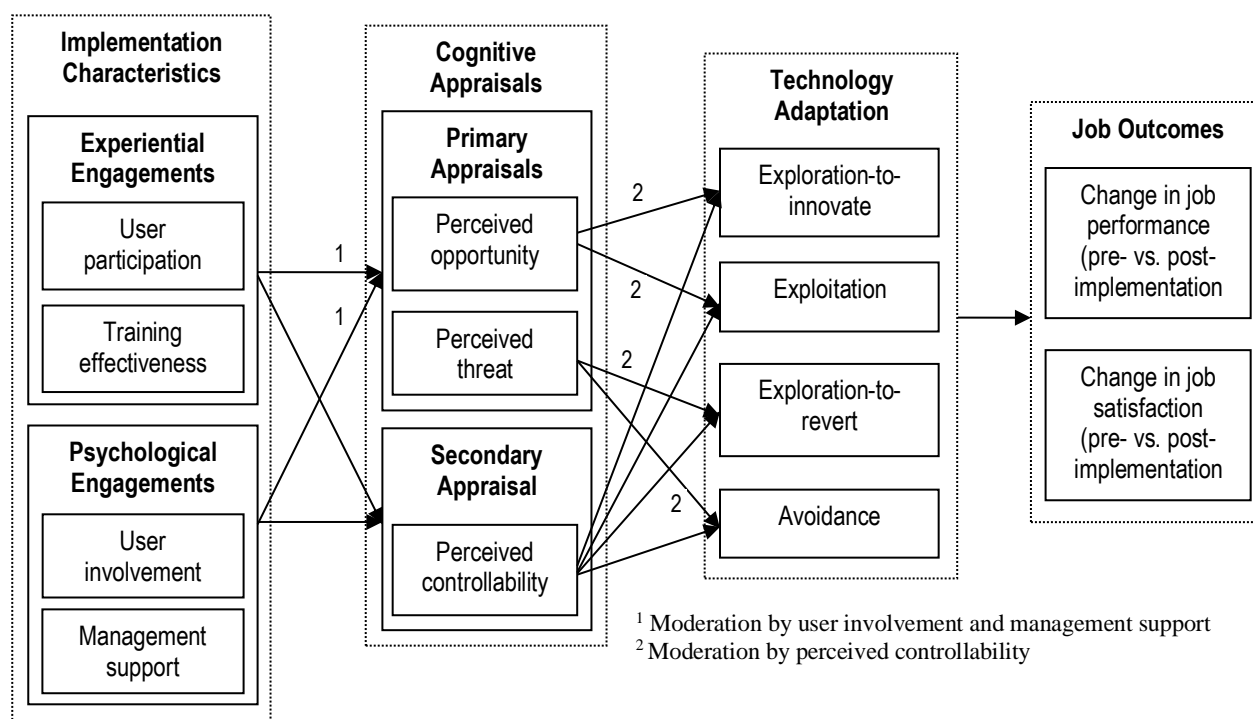 Implementation
Characteristics
Experiential
Engagements
User
participation
Training
effectiveness
Psychological
Engagements
User
involvement
Management
support
1
1
Cognitive
Appraisals
Primary
Appraisals
Perceived
opportunity
Perceived
threat
Secondary
Appraisal
Perceived
controllability
2
2
2
2
Technology
Adaptation
Exploration-to-
innovate
Exploitation
Exploration-to-
revert
Avoidance
Job Outcomes
Change in job
performance
(pre- vs. post-
implementation
Change in job
satisfaction
(pre- vs. post-
implementation
1 Moderation by user involvement and management support
2 Moderation by perceived controllability